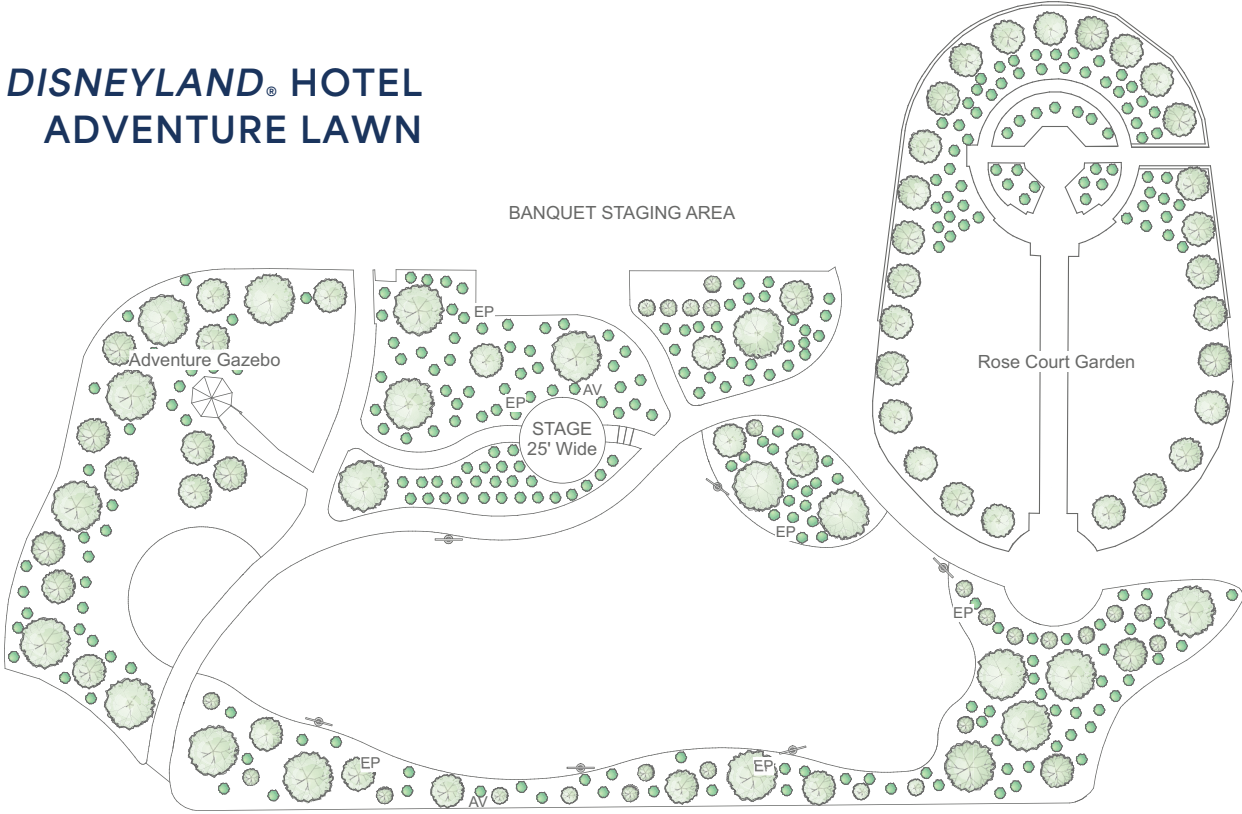 DISNEYLAND® HOTEL
ADVENTURE LAWN
BANQUET STAGING AREA
EP
Adventure Gazebo
Rose Court Garden
AV
EP
STAGE
25' Wide
EP
EP
EP
EP
AV